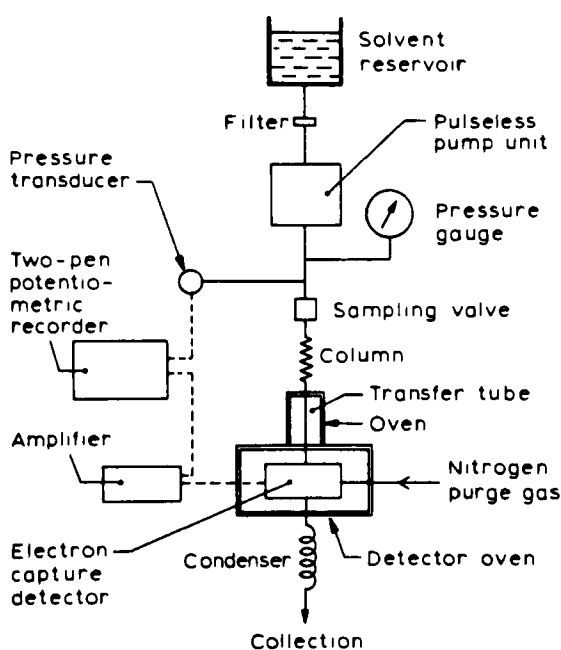 Solvent
reservoir
Filter
Pulseless
pump unit
Pressure
transducer
Pressure
gauge
Two-pen
potentio-
metric
recorder
Sampling valve
Column
Transfer tube
Oven
Amplifier
Nitrogen
purge gas
Electron
capture
detector
Condenser
Detector oven
Collection